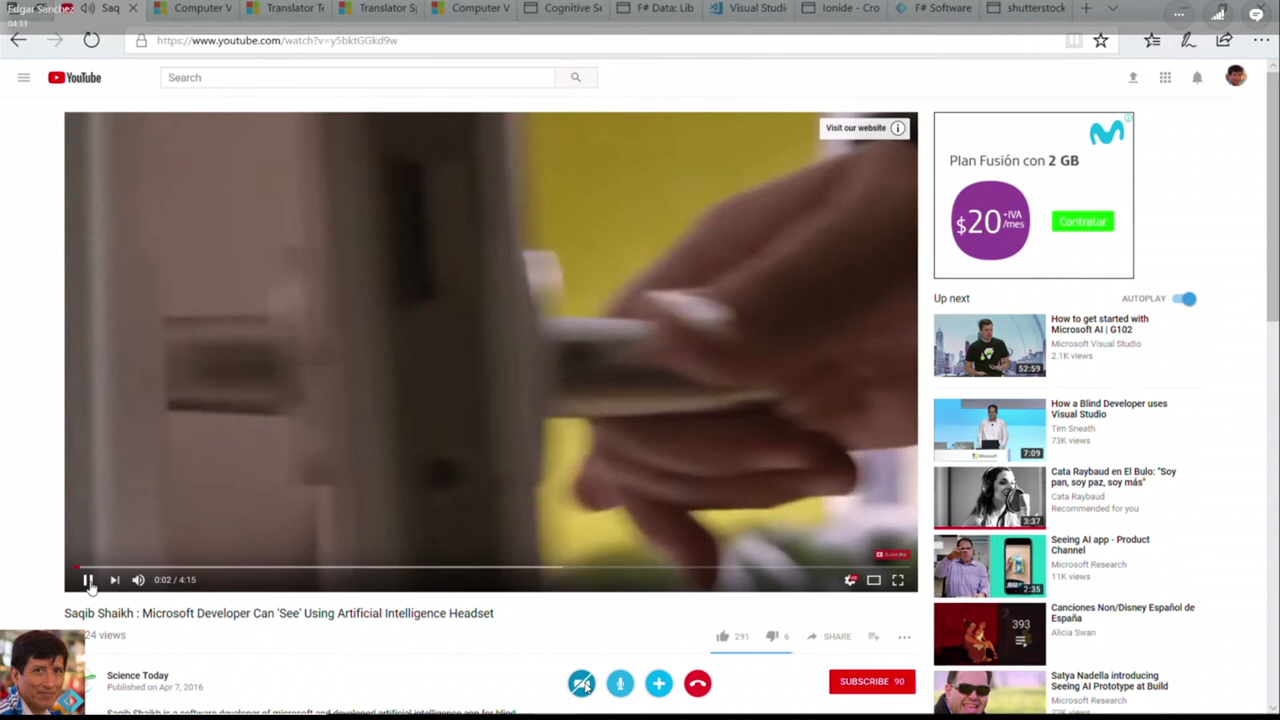 Edgar Sanchez
04:33
Saq
Computer V
Translator Te
Translator Sp
Computer V
Cognitive Se
F# Data: Lib
Visual Studi
Ionide - Cro
F# Software
shutterstock
https://www.youtube.com/watch?v=y5bktGGkd9w
YouTube
Search
Visit our website
Plan Fusión con 2 GB
$20 +IVA /mes
Contratar
Up next
AUTOPLAY
How to get started with
Microsoft AI | G102
Microsoft Visual Studio
2.1K views
52:59
How a Blind Developer uses
Visual Studio
Tim Sneath
73K views
7:09
Cata Raybaud en El Bulo: "Soy
pan, soy paz, soy más"
Cata Raybaud
Recommended for you
3:37
Seeing AI app - Product
Channel
Microsoft Research
11K views
2:35
Canciones Non/Disney Español de
España
Alicia Swan
393
Satya Nadella introducing
Seeing AI Prototype at Build
Microsoft Research
Subscribe
0:02 / 4:15
Saqib Shaikh : Microsoft Developer Can 'See' Using Artificial Intelligence Headset
24 views
291
6
SHARE
Science Today
Published on Apr 7, 2016
SUBSCRIBE 90